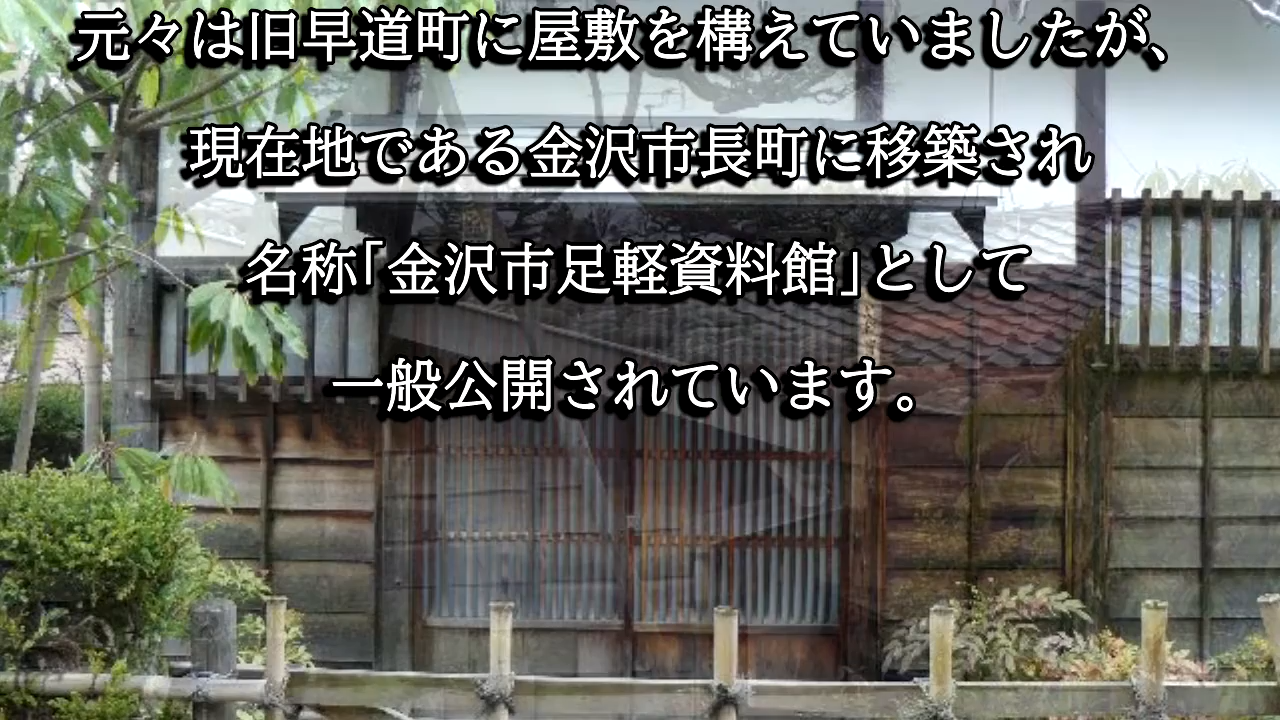 元々は旧早道町に屋敷を構えていましたが、
現在地である金沢市長町に移築され
名称「金沢市足軽資料館」として
一般公開されています。